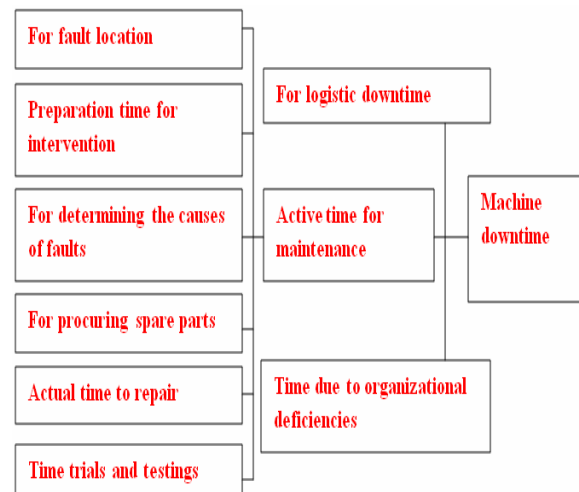 For fault location
Preparation time for
intervention
For determining the causes
of faults
For procuring spare parts
Actual time to repair
Time trials and testings
For logistic downtime
Active time for
maintenance
Time due to organizational
deficiencies
Machine
downtime